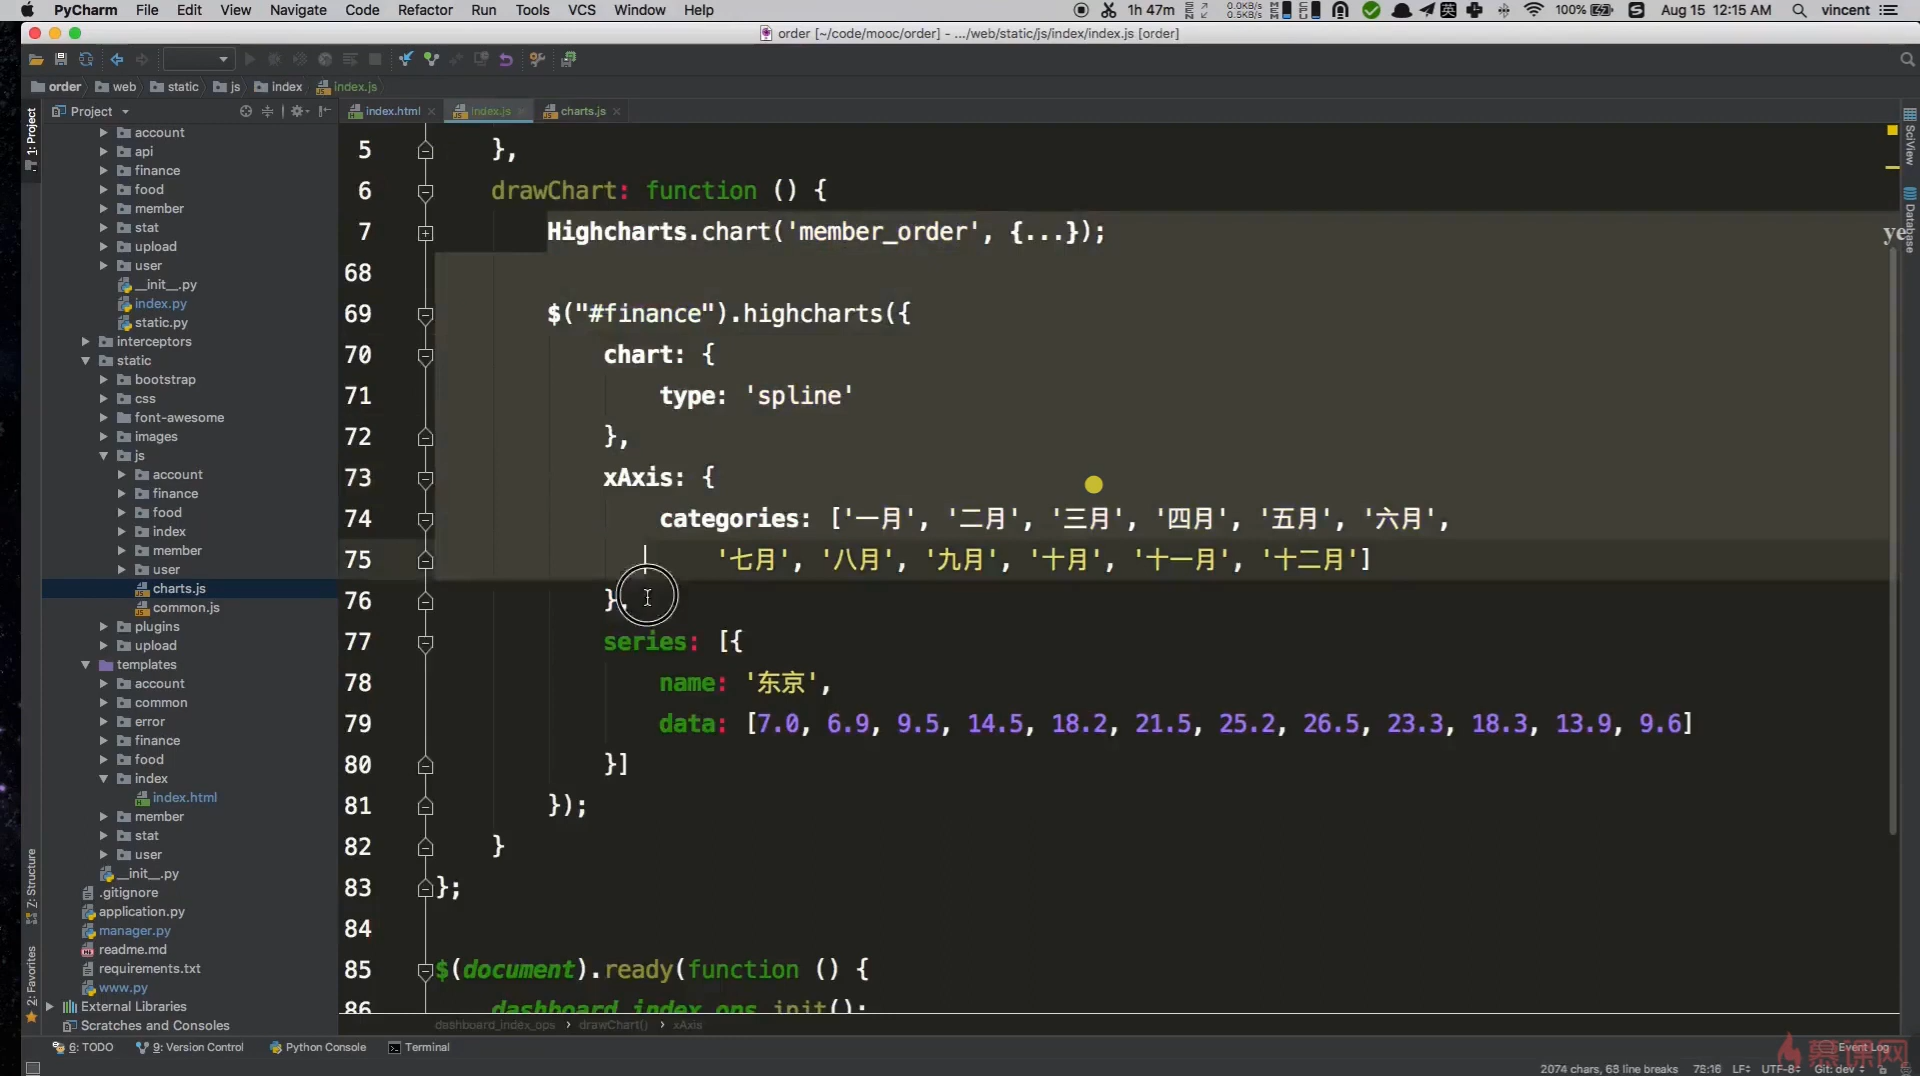 PyCharm File Edit View Navigate Code Refactor Run Tools VCS Window Help 1h 47m 0.0KB/s 0.5KB/s 英 100% Aug 15 12:15 AM vincent
order [~/code/mooc/order] - .../web/static/js/index/index.js [order]
order web static js index index.js
Project index.html index.js charts.js
1: Project
account
api
finance
food
member
stat
upload
user
__init__.py
index.py
static.py
interceptors
static
bootstrap
css
font-awesome
images
js
account
finance
food
index
member
user
charts.js
common.js
plugins
upload
templates
account
common
error
finance
food
index
index.html
member
stat
user
__init__.py
.gitignore
application.py
manager.py
readme.md
requirements.txt
www.py
External Libraries
Scratches and Consoles
7: Structure
2: Favorites
5 },
6 drawChart: function () {
7 Highcharts.chart('member_order', {...});
68
69 $("#finance").highcharts({
70 chart: {
71 type: 'spline'
72 },
73 xAxis: {
74 categories: ['一月', '二月', '三月', '四月', '五月', '六月',
75 '七月', '八月', '九月', '十月', '十一月', '十二月']
76 },
77 series: [{
78 name: '东京',
79 data: [7.0, 6.9, 9.5, 14.5, 18.2, 21.5, 25.2, 26.5, 23.3, 18.3, 13.9, 9.6]
80 }]
81 });
82 }
83 };
84
85 $(document).ready(function () {
86 dashboard_index_ops.init();
dashboard_index_ops drawChart() xAxis
SciView
Database
ye
6: TODO 9: Version Control Python Console Terminal Event Log
慕课网
2074 chars, 68 line breaks 76:16 LF UTF-8 Git: dev